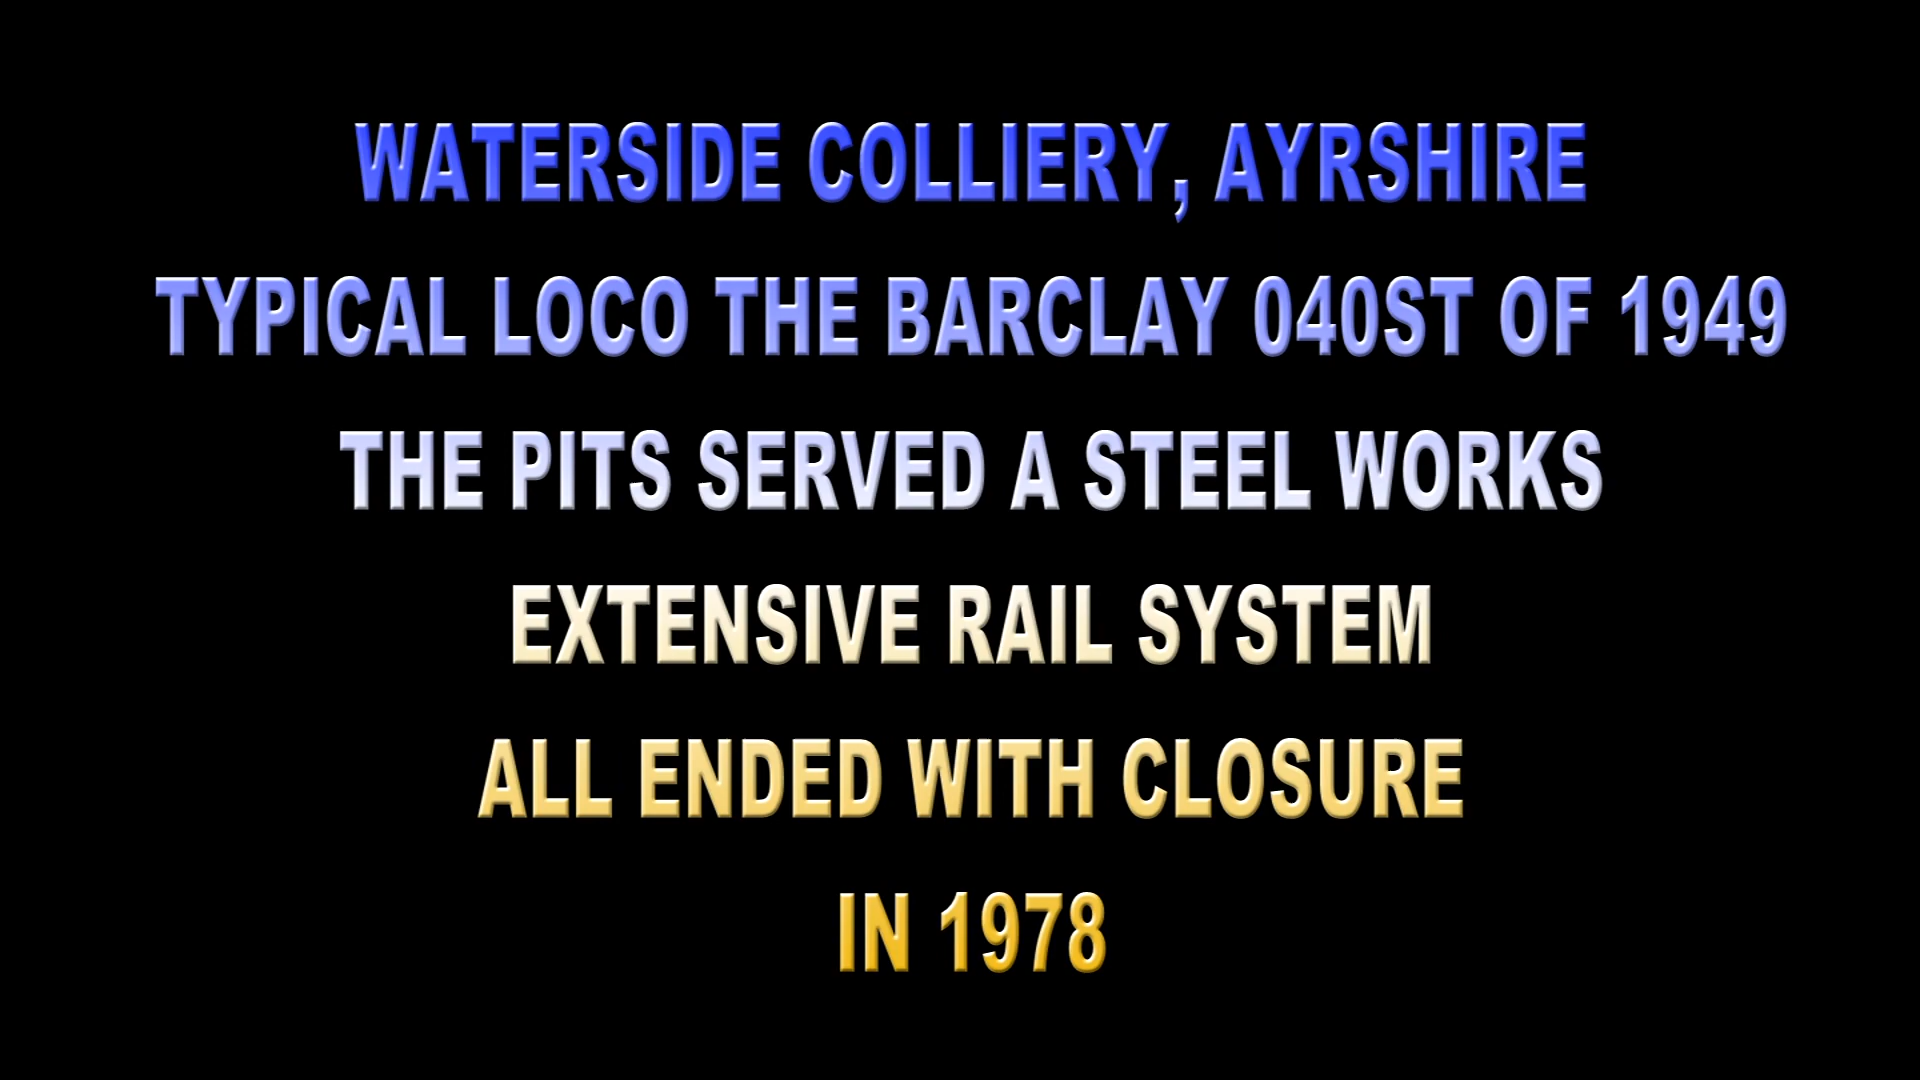 WATERSIDE COLLIERY, AYRSHIRE
TYPICAL LOCO THE BARCLAY 040ST OF 1949
THE PITS SERVED A STEEL WORKS
EXTENSIVE RAIL SYSTEM
ALL ENDED WITH CLOSURE
IN 1978